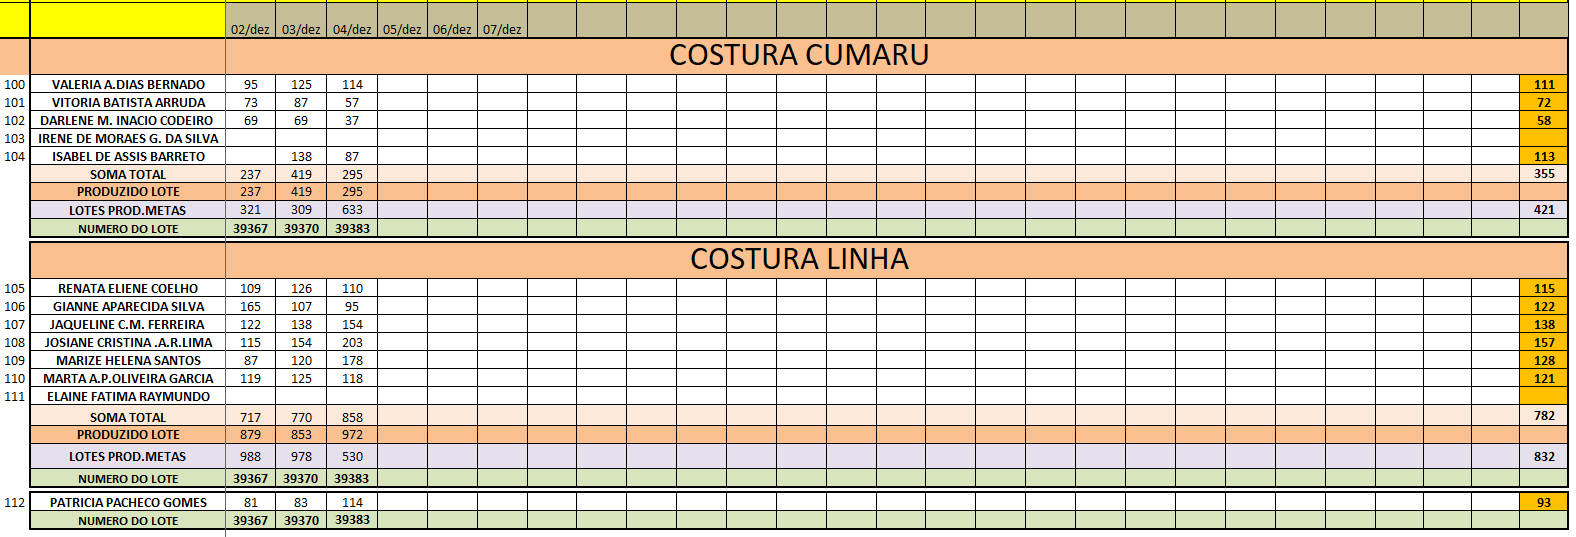 02/dez 03/dez 04/dez 05/dez 06/dez 07/dez
COSTURA CUMARU
100 VALERIA A.DIAS BERNADO 95 125 114 111
101 VITORIA BATISTA ARRUDA 73 87 57 72
102 DARLENE M. INACIO CODEIRO 69 69 37 58
103 IRENE DE MORAES G. DA SILVA
104 ISABEL DE ASSIS BARRETO 138 87 113
SOMA TOTAL 237 419 295 355
PRODUZIDO LOTE 237 419 295
LOTES PROD.METAS 321 309 633 421
NUMERO DO LOTE 39367 39370 39383
COSTURA LINHA
105 RENATA ELIENE COELHO 109 126 110 115
106 GIANNE APARECIDA SILVA 165 107 95 122
107 JAQUELINE C.M. FERREIRA 122 138 154 138
108 JOSIANE CRISTINA .A.R.LIMA 115 154 203 157
109 MARIZE HELENA SANTOS 87 120 178 128
110 MARTA A.P.OLIVEIRA GARCIA 119 125 118 121
111 ELAINE FATIMA RAYMUNDO
SOMA TOTAL 717 770 858 782
PRODUZIDO LOTE 879 853 972
LOTES PROD.METAS 988 978 530 832
NUMERO DO LOTE 39367 39370 39383
112 PATRICIA PACHECO GOMES 81 83 114 93
NUMERO DO LOTE 39367 39370 39383